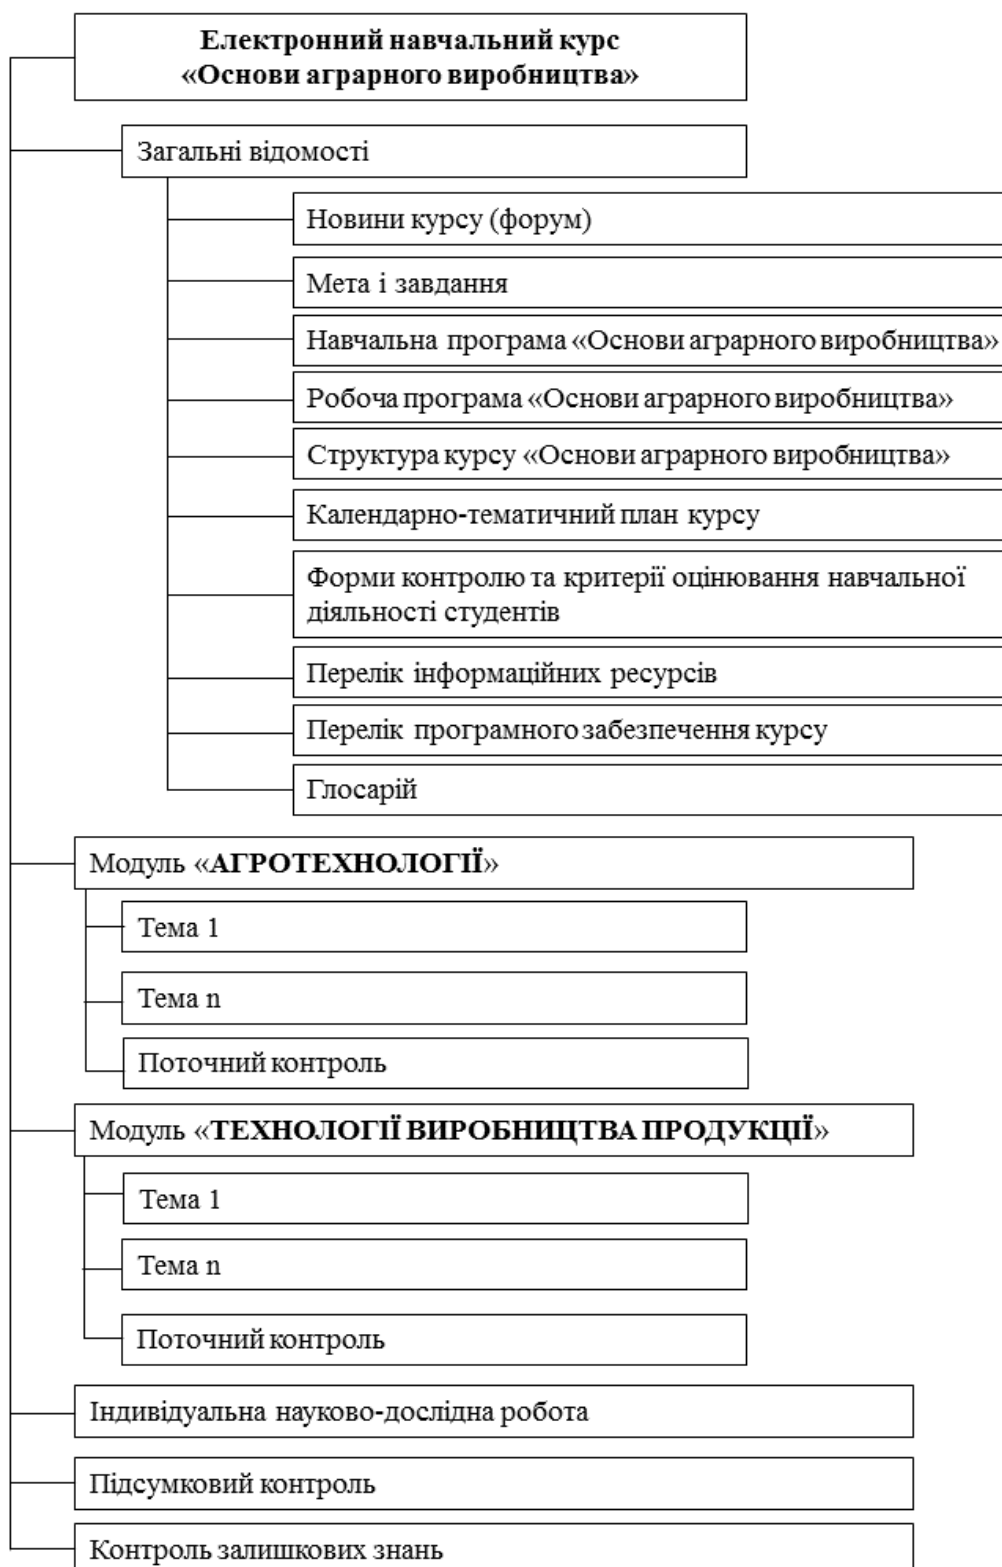 Електронний навчальний курс
«Основи аграрного виробництва»
Загальні відомості
Новини курсу (форум)
Мета і завдання
Навчальна програма «Основи аграрного виробництва»
Робоча програма «Основи аграрного виробництва»
Структура курсу «Основи аграрного виробництва»
Календарно-тематичний план курсу
Форми контролю та критерії оцінювання навчальної
діяльності студентів
Перелік інформаційних ресурсів
Перелік програмного забезпечення курсу
Глосарій
Модуль «АГРОТЕХНОЛОГІЇ»
Тема 1
Тема n
Поточний контроль
Модуль «ТЕХНОЛОГІЇ ВИРОБНИЦТВА ПРОДУКЦІЇ»
Тема 1
Тема n
Поточний контроль
Індивідуальна науково-дослідна робота
Підсумковий контроль
Контроль залишкових знань